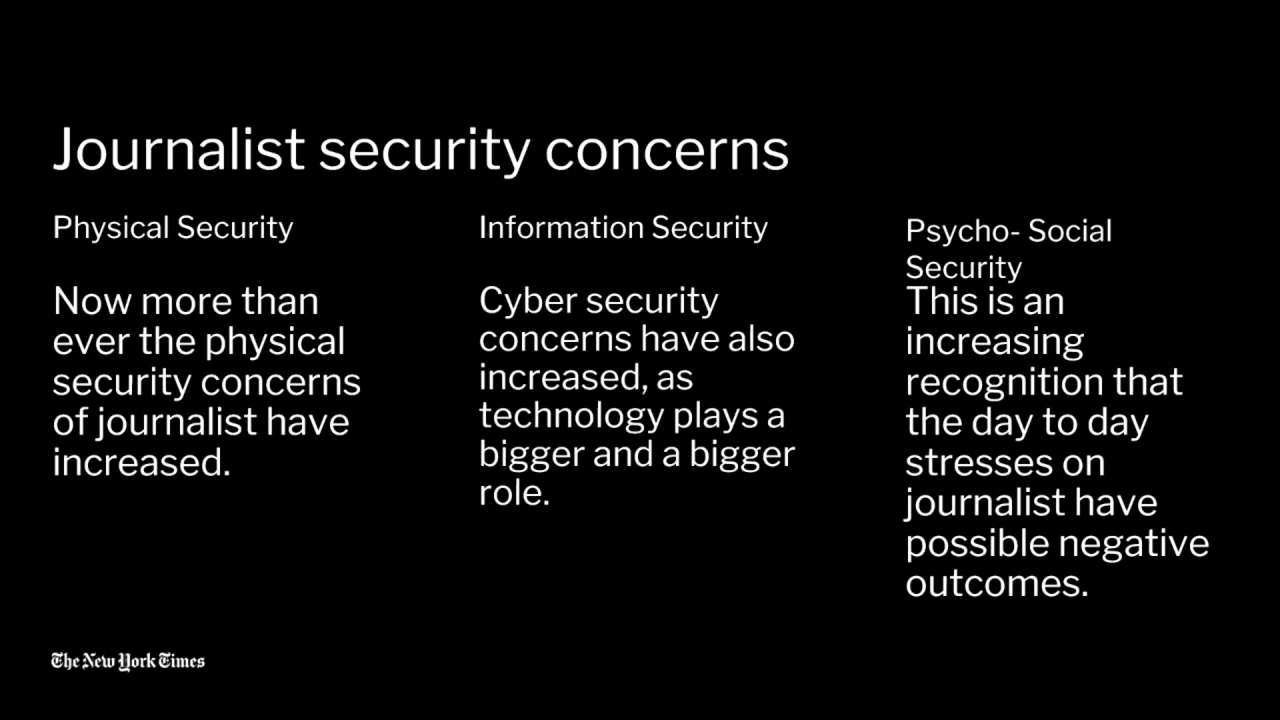 Journalist security concerns
Physical Security
Now more than
ever the physical
security concerns
of journalist have
increased.
Information Security
Cyber security
concerns have also
increased, as
technology plays a
bigger and a bigger
role.
Psycho- Social
Security
This is an
increasing
recognition that
the day to day
stresses on
journalist have
possible negative
outcomes.
The New York Times